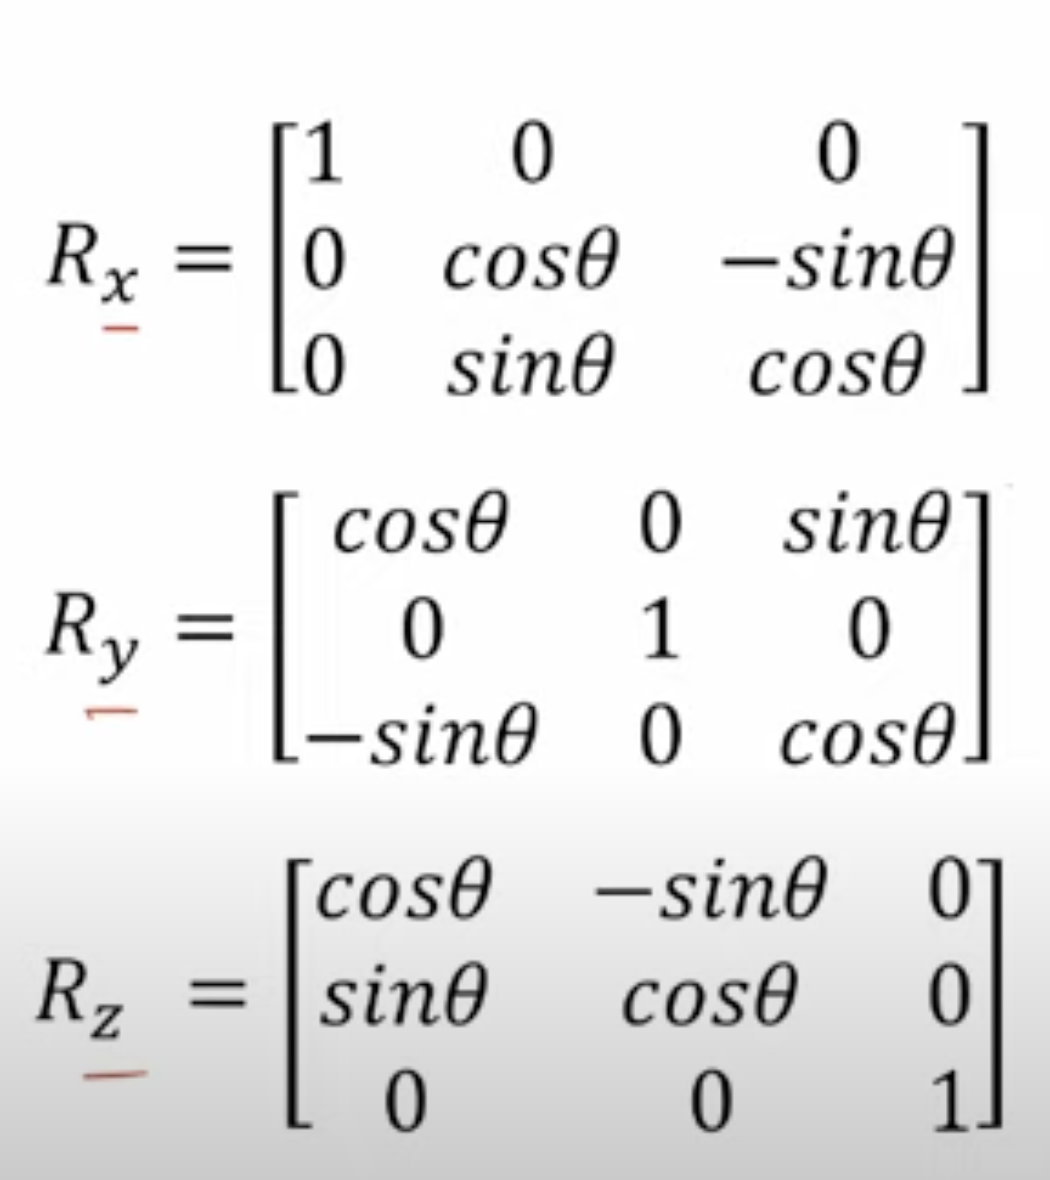 R_x = [1 0 0
0 cosθ −sinθ
0 sinθ cosθ]
R_y = [cosθ 0 sinθ
0 1 0
−sinθ 0 cosθ]
R_z = [cosθ −sinθ 0
sinθ cosθ 0
0 0 1]